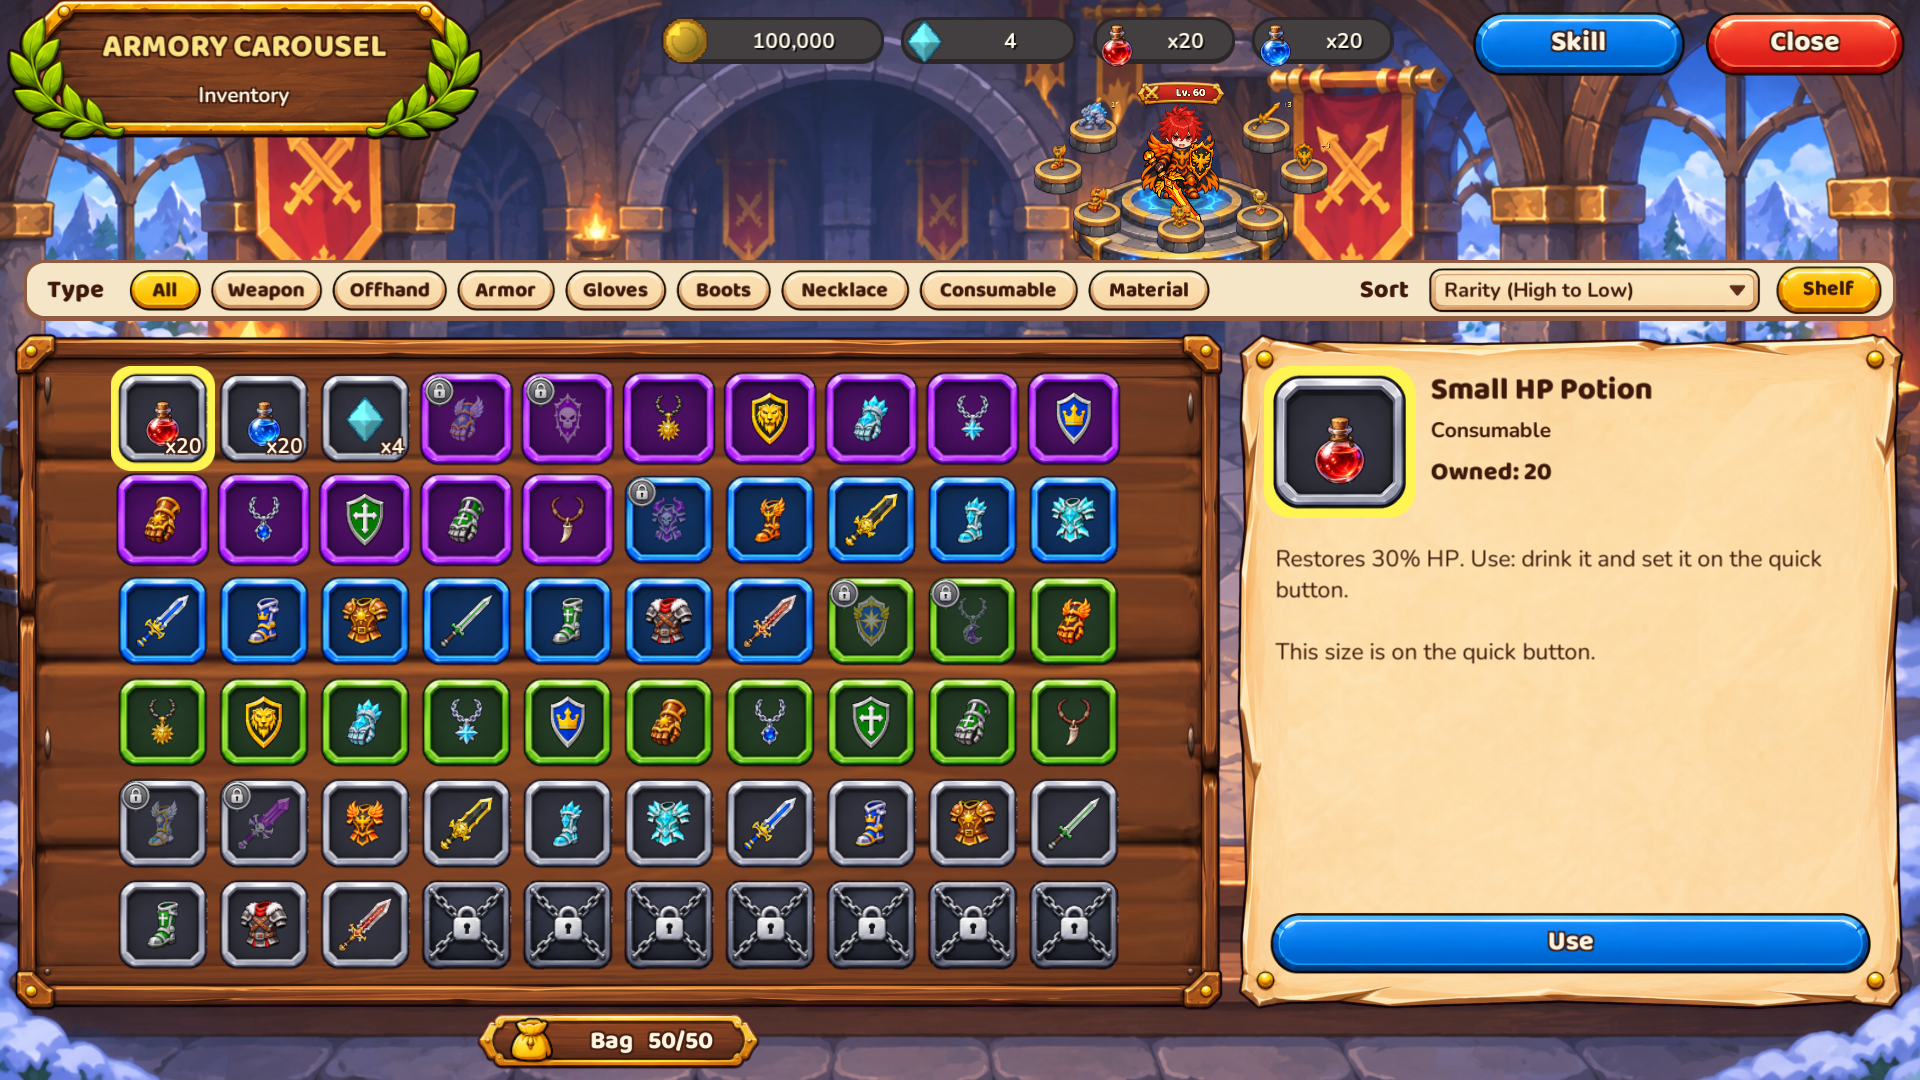 ARMORY CAROUSEL
Inventory
100,000
4
x20
x20
Skill
Close
Lv. 60
Type
All
Weapon
Offhand
Armor
Gloves
Boots
Necklace
Consumable
Material
Sort
Rarity (High to Low)
Shelf
x20
x20
x4
Small HP Potion
Consumable
Owned: 20
Restores 30% HP. Use: drink it and set it on the quick
button.
This size is on the quick button.
Use
Bag 50/50